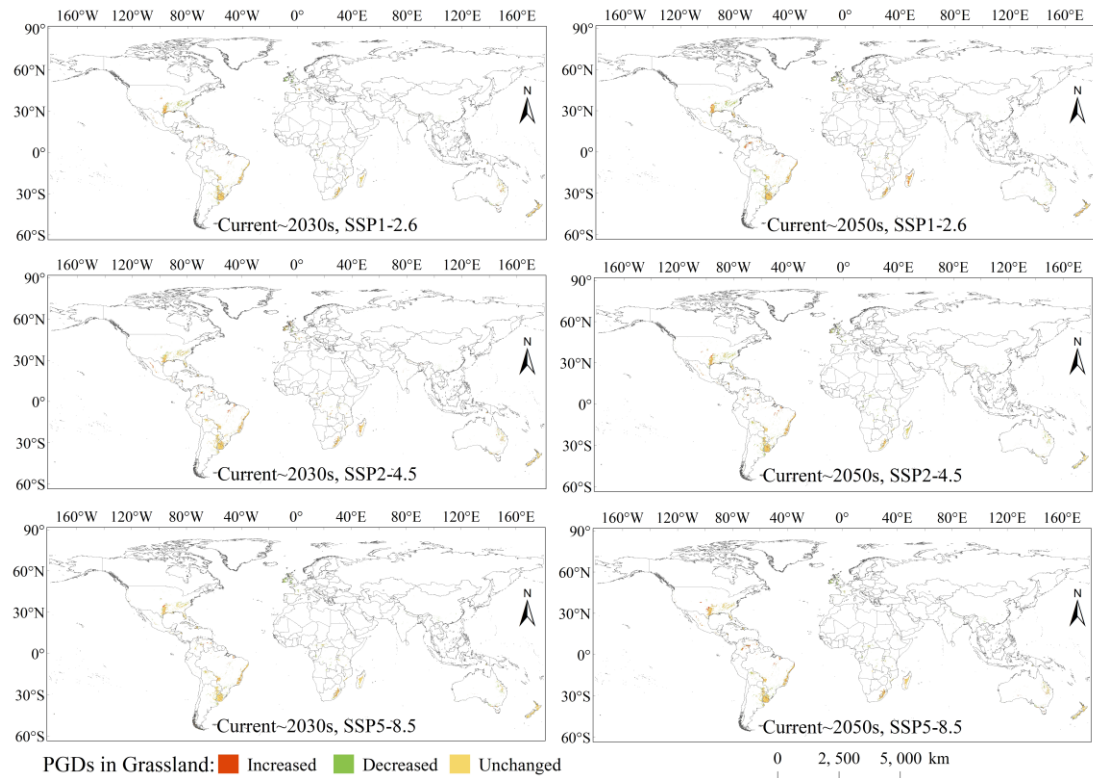 160°W 120°W 80°W 40°W 0° 40°E 80°E 120°E 160°E
160°W 120°W 80°W 40°W 0° 40°E 80°E 120°E 160°E
90°
60°N
30°N
0°
30°S
60°S
N
Current~2030s, SSP1-2.6
90°
60°N
30°N
0°
30°S
60°S
N
Current~2050s, SSP1-2.6
160°W 120°W 80°W 40°W 0° 40°E 80°E 120°E 160°E
160°W 120°W 80°W 40°W 0° 40°E 80°E 120°E 160°E
90°
60°N
30°N
0°
30°S
60°S
N
Current~2030s, SSP2-4.5
90°
60°N
30°N
0°
30°S
60°S
N
Current~2050s, SSP2-4.5
160°W 120°W 80°W 40°W 0° 40°E 80°E 120°E 160°E
160°W 120°W 80°W 40°W 0° 40°E 80°E 120°E 160°E
90°
60°N
30°N
0°
30°S
60°S
N
Current~2030s, SSP5-8.5
90°
60°N
30°N
0°
30°S
60°S
N
Current~2050s, SSP5-8.5
PGDs in Grassland: Increased Decreased Unchanged
0 2, 500 5, 000 km